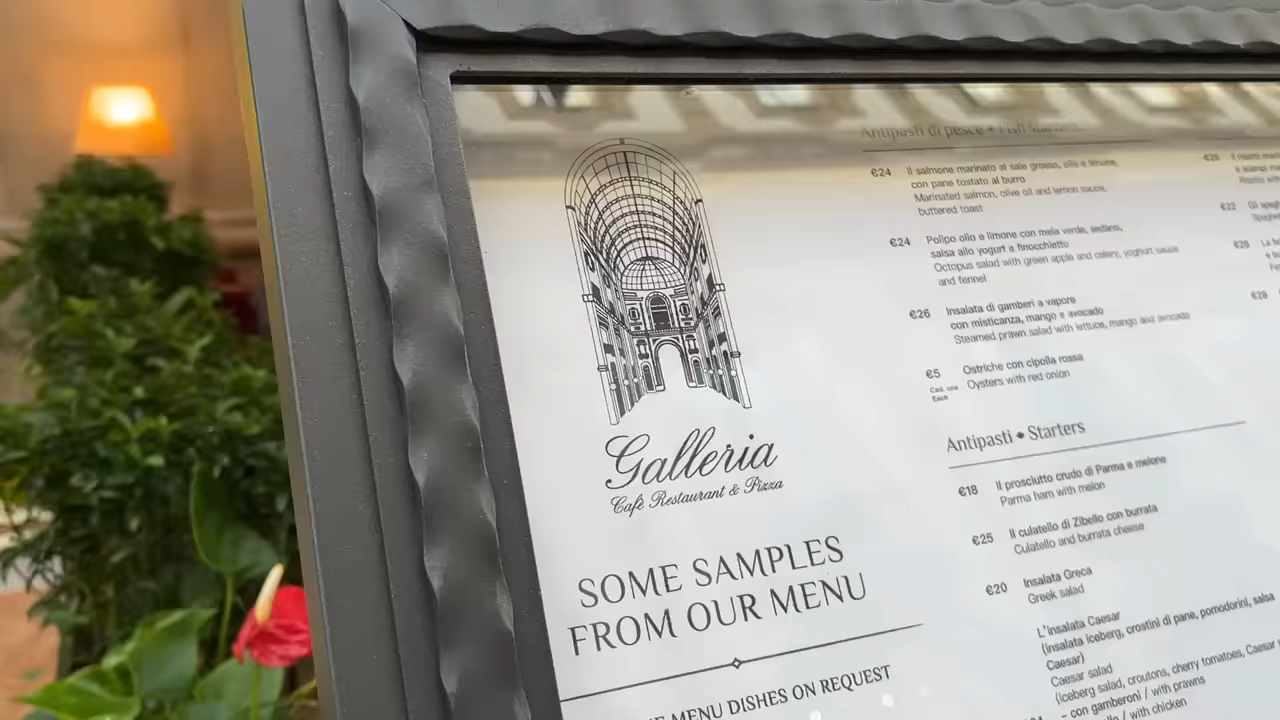 Galleria
Cafè Restaurant & Pizza
SOME SAMPLES
FROM OUR MENU
MENU DISHES ON REQUEST
Antipasti di pesce • Fish Starters
€24 Il salmone marinato al sale grosso, olio e limone,
con pane tostato al burro
Marinated salmon, olive oil and lemon sauce,
buttered toast
€24 Polipo olio e limone con mela verde, sedano,
salsa allo yogurt e finocchietto
Octopus salad with green apple and celery, yoghurt sauce
and fennel
€26 Insalata di gamberi a vapore
con misticanza, mango e avocado
Steamed prawn salad with lettuce, mango and avocado
€5 Ostriche con cipolla rossa
Cad. una Oysters with red onion
Each
Antipasti ◆ Starters
€18 Il prosciutto crudo di Parma e melone
Parma ham with melon
€25 Il culatello di Zibello con burrata
Culatello and burrata cheese
€20 Insalata Greca
Greek salad
L'Insalata Caesar
(insalata iceberg, crostini di pane, pomodorini, salsa
Caesar)
Caesar salad
(iceberg salad, croutons, cherry tomatoes, Caesar
– con gamberoni / with prawns
/ with chicken
€32
€26
€28